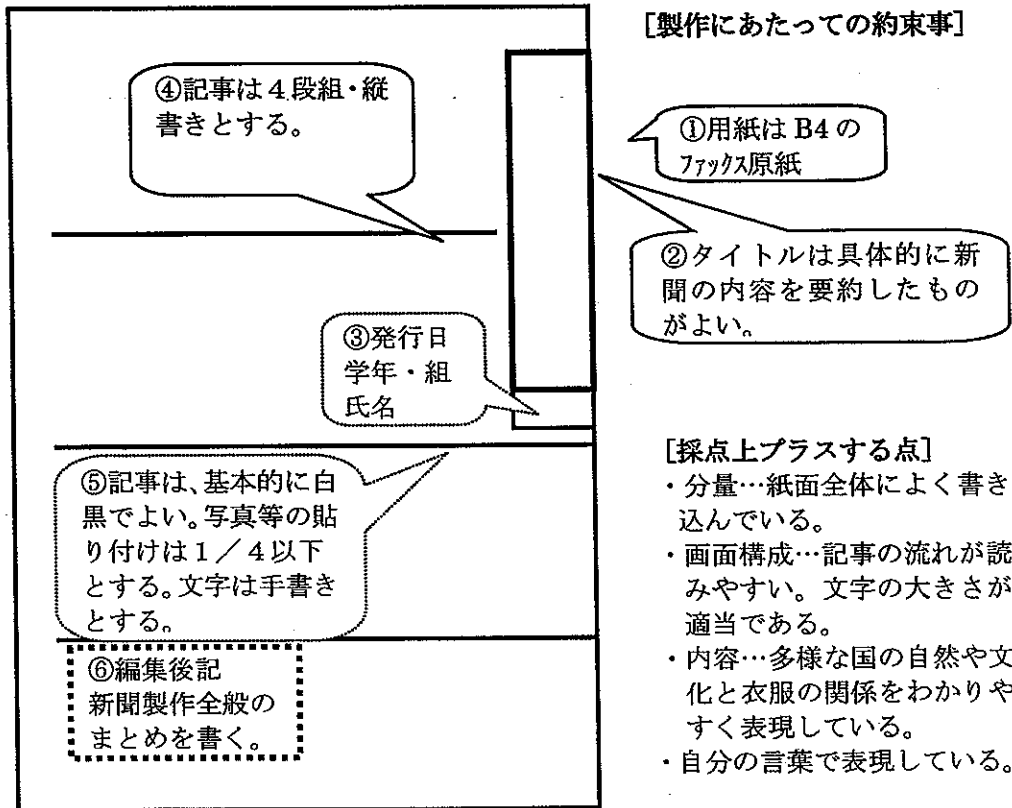 [製作にあたっての約束事]
①用紙は B4 の
ファックス原紙
②タイトルは具体的に新
聞の内容を要約したもの
がよい。
③発行日
学年・組
氏名
④記事は4段組・縦
書きとする。
⑤記事は、基本的に白
黒でよい。写真等の貼
り付けは1/4以下
とする。文字は手書き
とする。
⑥編集後記
新聞製作全般の
まとめを書く。
[採点上プラスする点]
・分量…紙面全体によく書き
込んでいる。
・画面構成…記事の流れが読
みやすい。文字の大きさが
適当である。
・内容…多様な国の自然や文
化と衣服の関係をわかりや
すく表現している。
・自分の言葉で表現している。